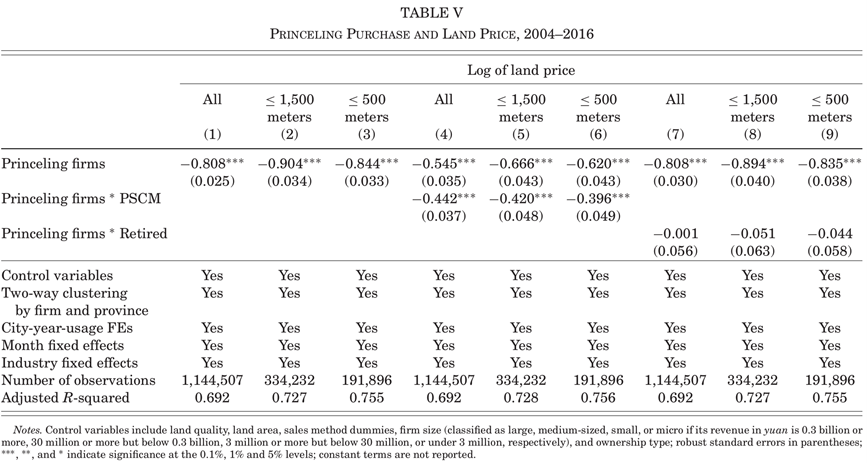 TABLE V
PRINCELING PURCHASE AND LAND PRICE, 2004–2016
Log of land price
All ≤ 1,500 meters ≤ 500 meters All ≤ 1,500 meters ≤ 500 meters All ≤ 1,500 meters ≤ 500 meters
(1) (2) (3) (4) (5) (6) (7) (8) (9)
Princeling firms −0.808*** −0.904*** −0.844*** −0.545*** −0.666*** −0.620*** −0.808*** −0.894*** −0.835***
(0.025) (0.034) (0.033) (0.035) (0.043) (0.043) (0.030) (0.040) (0.038)
Princeling firms * PSCM −0.442*** −0.420*** −0.396***
(0.037) (0.048) (0.049)
Princeling firms * Retired −0.001 −0.051 −0.044
(0.056) (0.063) (0.058)
Control variables Yes Yes Yes Yes Yes Yes Yes Yes Yes
Two-way clustering Yes Yes Yes Yes Yes Yes Yes Yes Yes
by firm and province
City-year-usage FEs Yes Yes Yes Yes Yes Yes Yes Yes Yes
Month fixed effects Yes Yes Yes Yes Yes Yes Yes Yes Yes
Industry fixed effects Yes Yes Yes Yes Yes Yes Yes Yes Yes
Number of observations 1,144,507 334,232 191,896 1,144,507 334,232 191,896 1,144,507 334,232 191,896
Adjusted R-squared 0.692 0.727 0.755 0.692 0.728 0.756 0.692 0.727 0.755
Notes. Control variables include land quality, land area, sales method dummies, firm size (classified as large, medium-sized, small, or micro if its revenue in yuan is 0.3 billion or
more, 30 million or more but below 0.3 billion, 3 million or more but below 30 million, or under 3 million, respectively), and ownership type; robust standard errors in parentheses;
***, **, and * indicate significance at the 0.1%, 1% and 5% levels; constant terms are not reported.